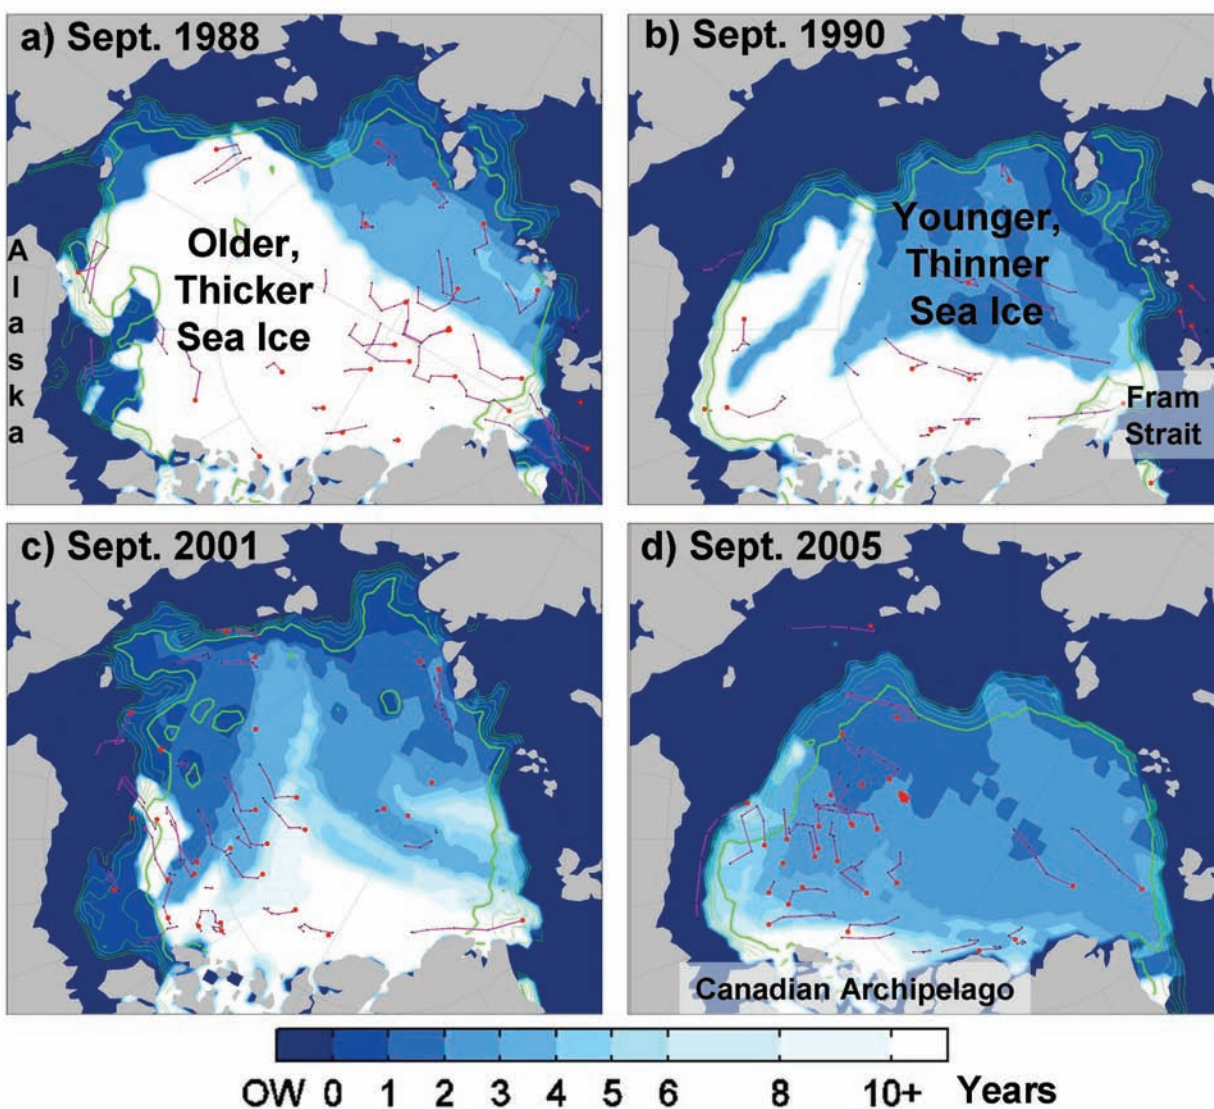 a) Sept. 1988
b) Sept. 1990
Alaska
Older,
Thicker
Sea Ice
Younger,
Thinner
Sea Ice
Fram
Strait
c) Sept. 2001
d) Sept. 2005
Canadian Archipelago
OW 0 1 2 3 4 5 6 8 10+ Years